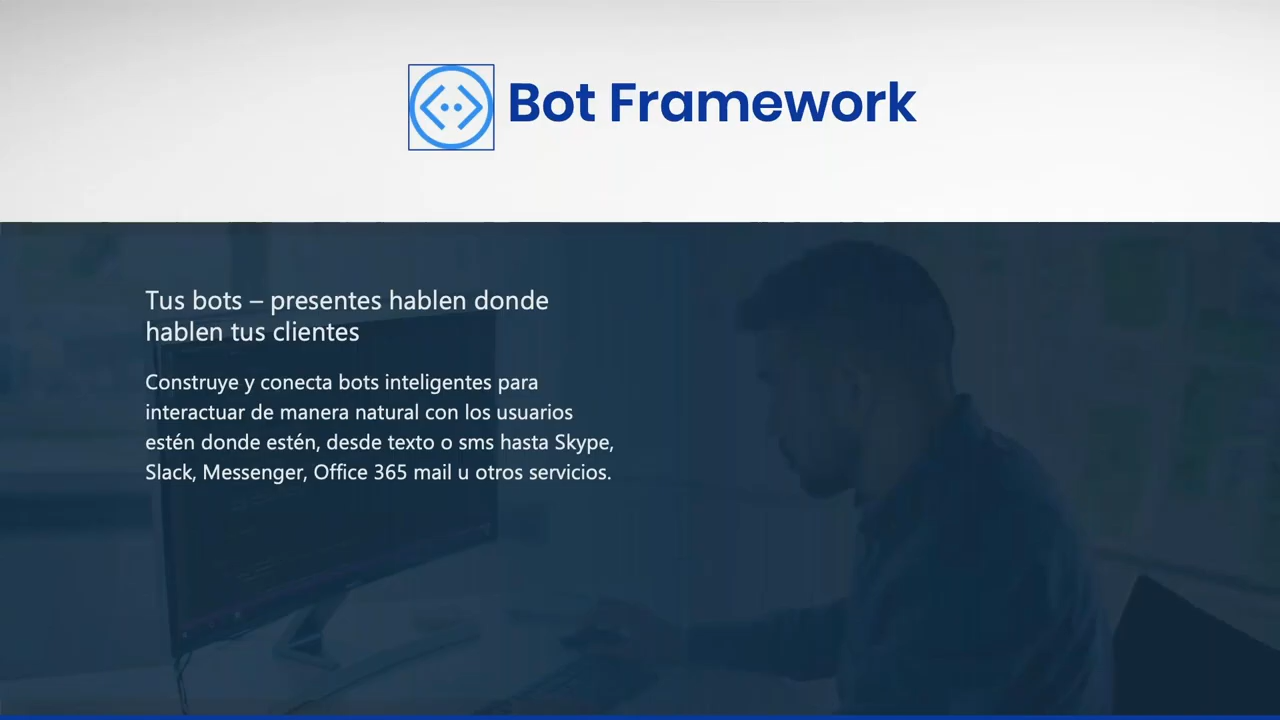 Bot Framework
Tus bots – presentes hablen donde
hablen tus clientes
Construye y conecta bots inteligentes para
interactuar de manera natural con los usuarios
estén donde estén, desde texto o sms hasta Skype,
Slack, Messenger, Office 365 mail u otros servicios.